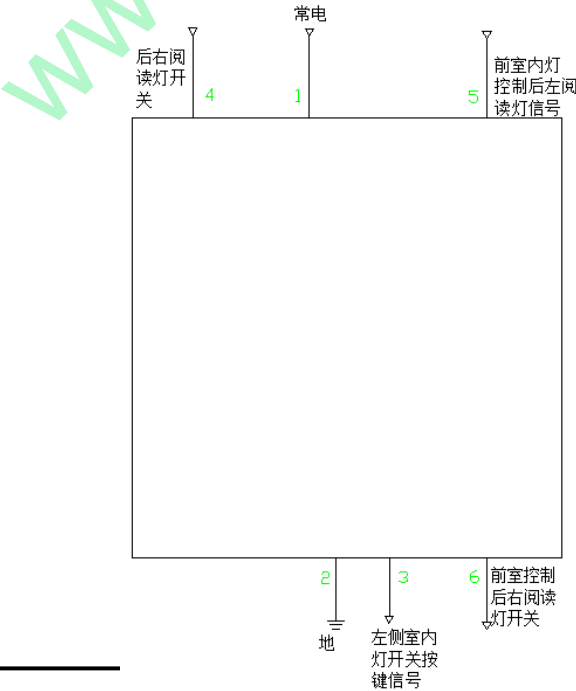 常电
后右阅
读灯开
关
4
1
5
前室内灯
控制后左阅
读灯信号
2
3
6
前室控制
后右阅读
灯开关
地
左侧室内
灯开关按
键信号
WW